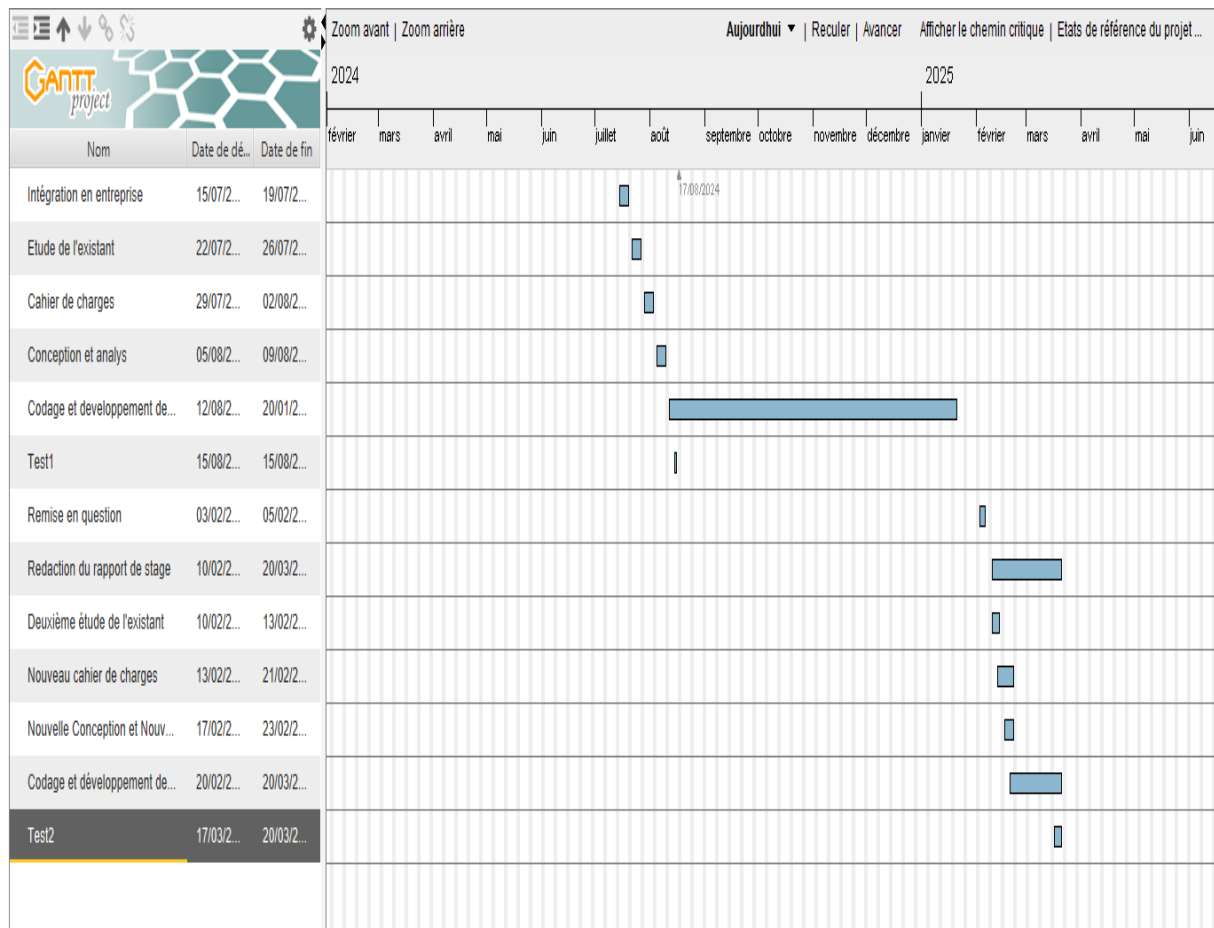 Zoom avant | Zoom arrière
Aujourdhui ▼ | Reculer | Avancer
Afficher le chemin critique | Etats de référence du projet ...
GANTT
project
2024
2025
février mars avril mai juin juillet août septembre octobre novembre décembre janvier février mars avril mai juin
Nom Date de dé... Date de fin
17/08/2024
Intégration en entreprise 15/07/2... 19/07/2...
Etude de l'existant 22/07/2... 26/07/2...
Cahier de charges 29/07/2... 02/08/2...
Conception et analys 05/08/2... 09/08/2...
Codage et developpement de... 12/08/2... 20/01/2...
Test1 15/08/2... 15/08/2...
Remise en question 03/02/2... 05/02/2...
Redaction du rapport de stage 10/02/2... 20/03/2...
Deuxième étude de l'existant 10/02/2... 13/02/2...
Nouveau cahier de charges 13/02/2... 21/02/2...
Nouvelle Conception et Nouv... 17/02/2... 23/02/2...
Codage et développement de... 20/02/2... 20/03/2...
Test2 17/03/2... 20/03/2...